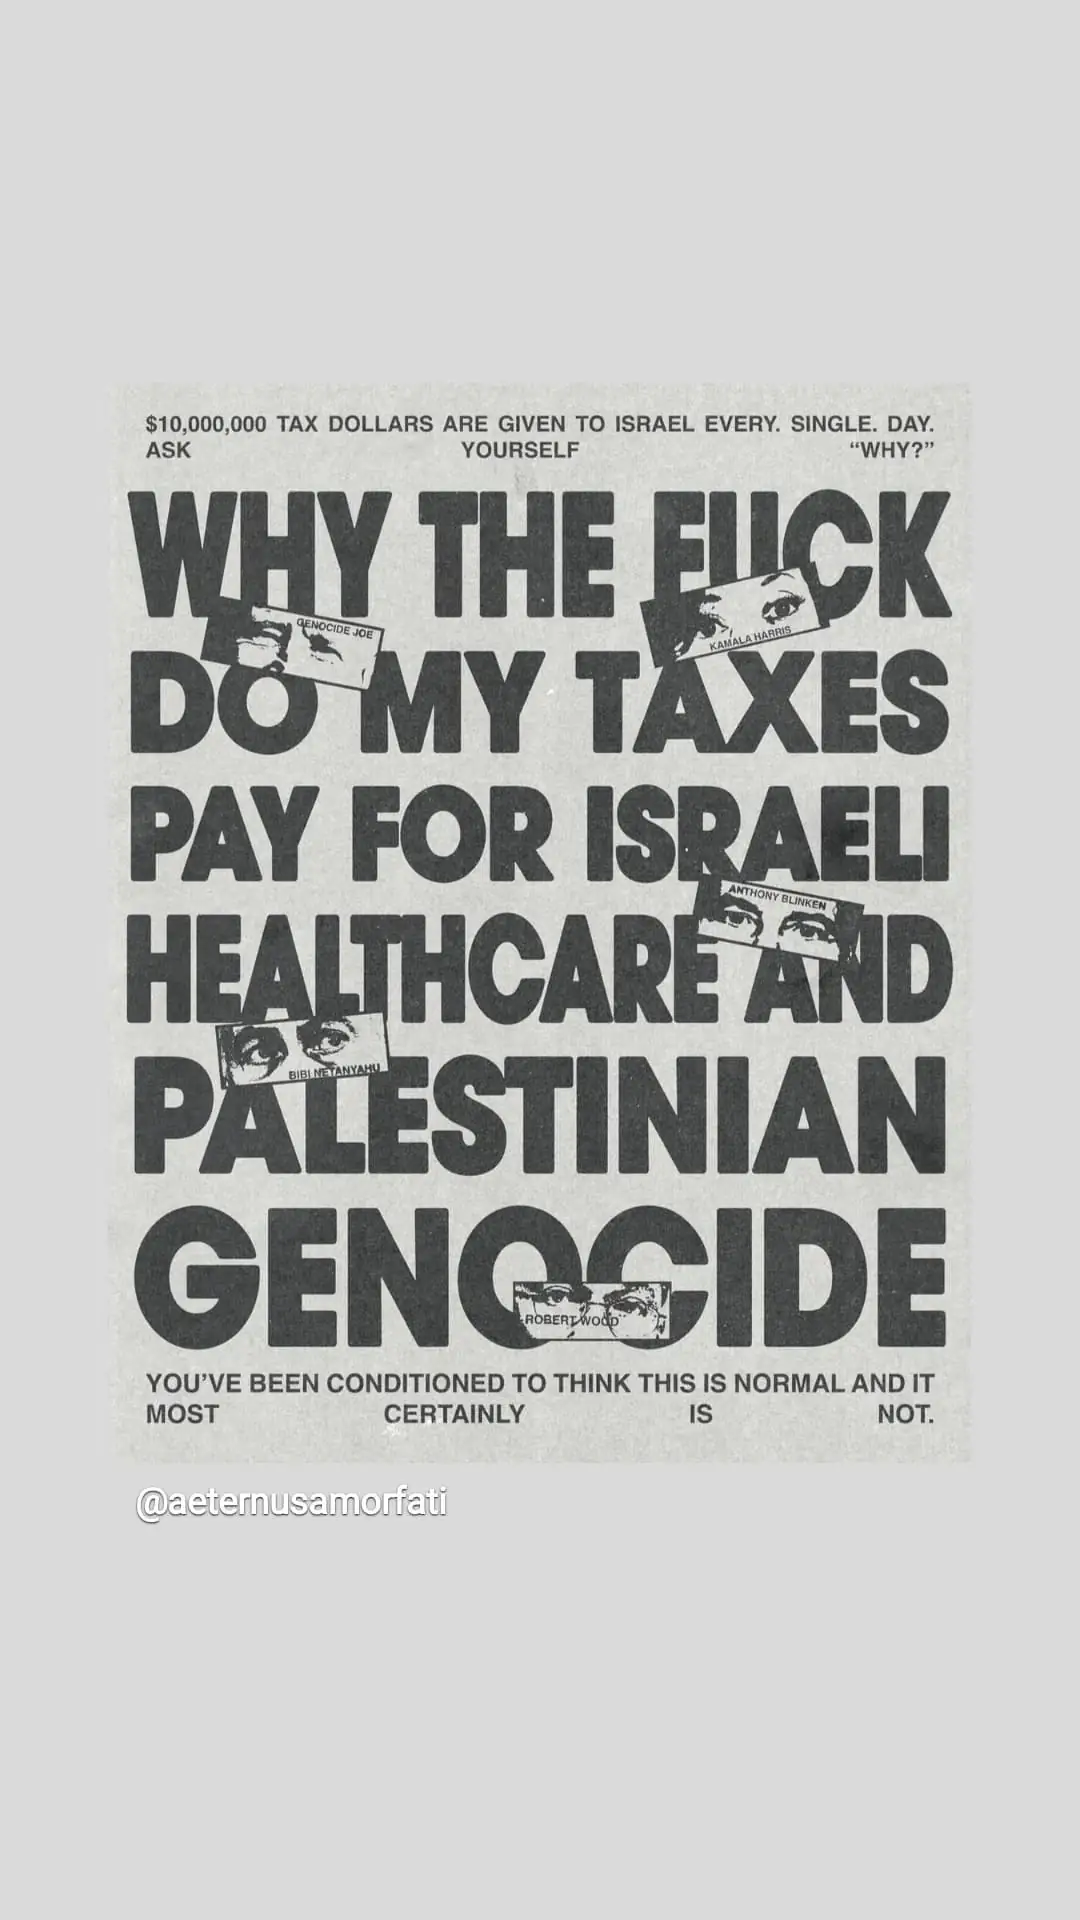 $10,000,000 TAX DOLLARS ARE GIVEN TO ISRAEL EVERY. SINGLE. DAY.
ASK YOURSELF “WHY?”
WHY THE FUCK
GENOCIDE JOE
KAMALA HARRIS
DO MY TAXES
PAY FOR ISRAELI
ANTHONY BLINKEN
HEALTHCARE AND
BIBI NETANYAHU
PALESTINIAN
GENOCIDE
ROBERT WOOD
YOU’VE BEEN CONDITIONED TO THINK THIS IS NORMAL AND IT
MOST CERTAINLY IS NOT.
@aeternusamorfati